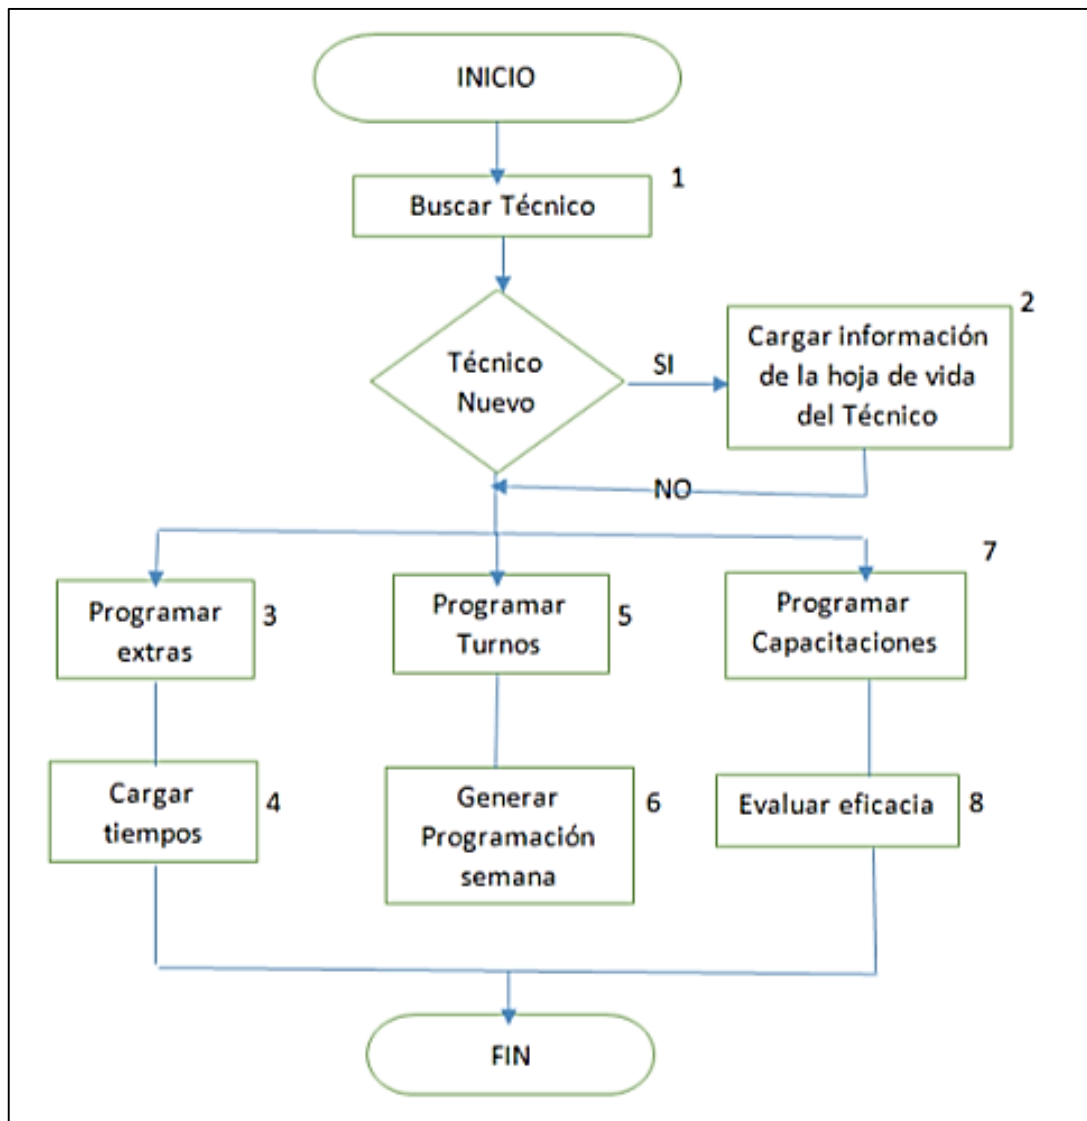 INICIO
1
Buscar Técnico
2
Técnico
Nuevo
SI
Cargar información
de la hoja de vida
del Técnico
NO
Programar
extras
3
Programar
Turnos
5
7
Programar
Capacitaciones
Cargar
tiempos
4
Generar
Programación
semana
6
Evaluar eficacia
8
FIN